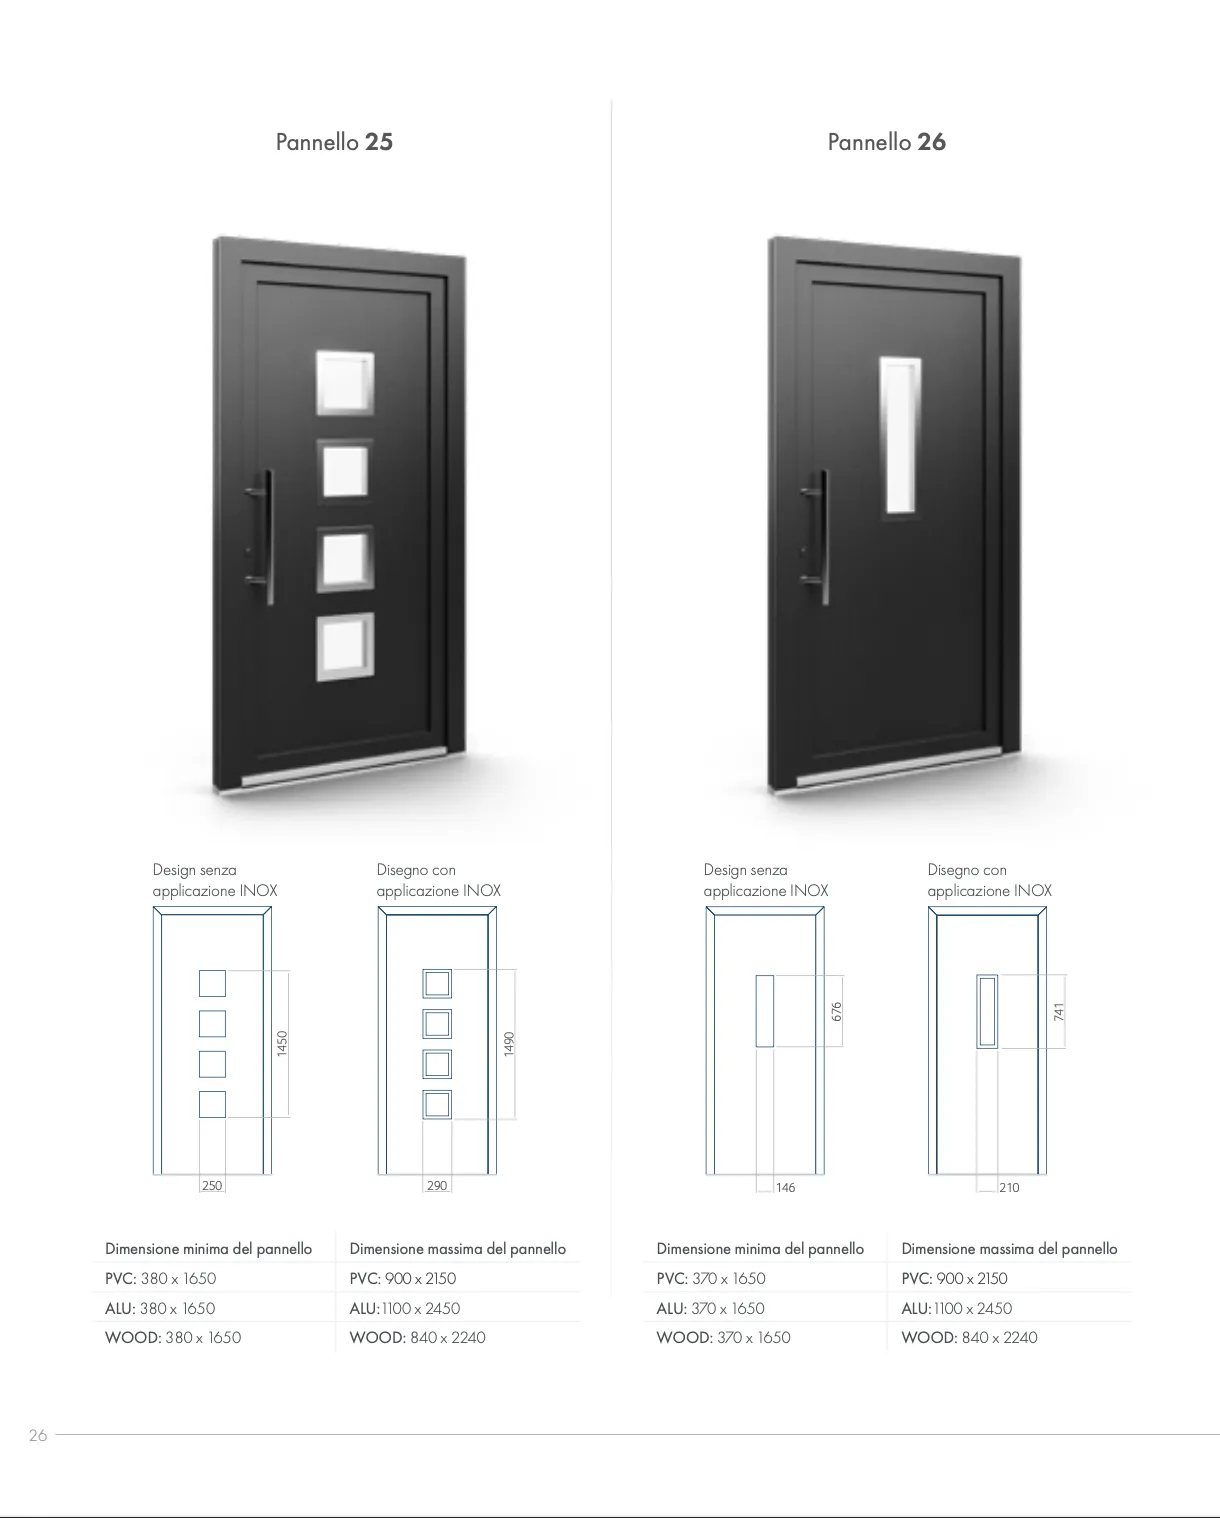 Pannello 25
Design senza
applicazione INOX
Disegno con
applicazione INOX
1450
1490
250
290
Dimensione minima del pannello
Dimensione massima del pannello
PVC: 380 x 1650
PVC: 900 x 2150
ALU: 380 x 1650
ALU:1100 x 2450
WOOD: 380 x 1650
WOOD: 840 x 2240
Pannello 26
Design senza
applicazione INOX
Disegno con
applicazione INOX
676
741
146
210
Dimensione minima del pannello
Dimensione massima del pannello
PVC: 370 x 1650
PVC: 900 x 2150
ALU: 370 x 1650
ALU:1100 x 2450
WOOD: 370 x 1650
WOOD: 840 x 2240
26